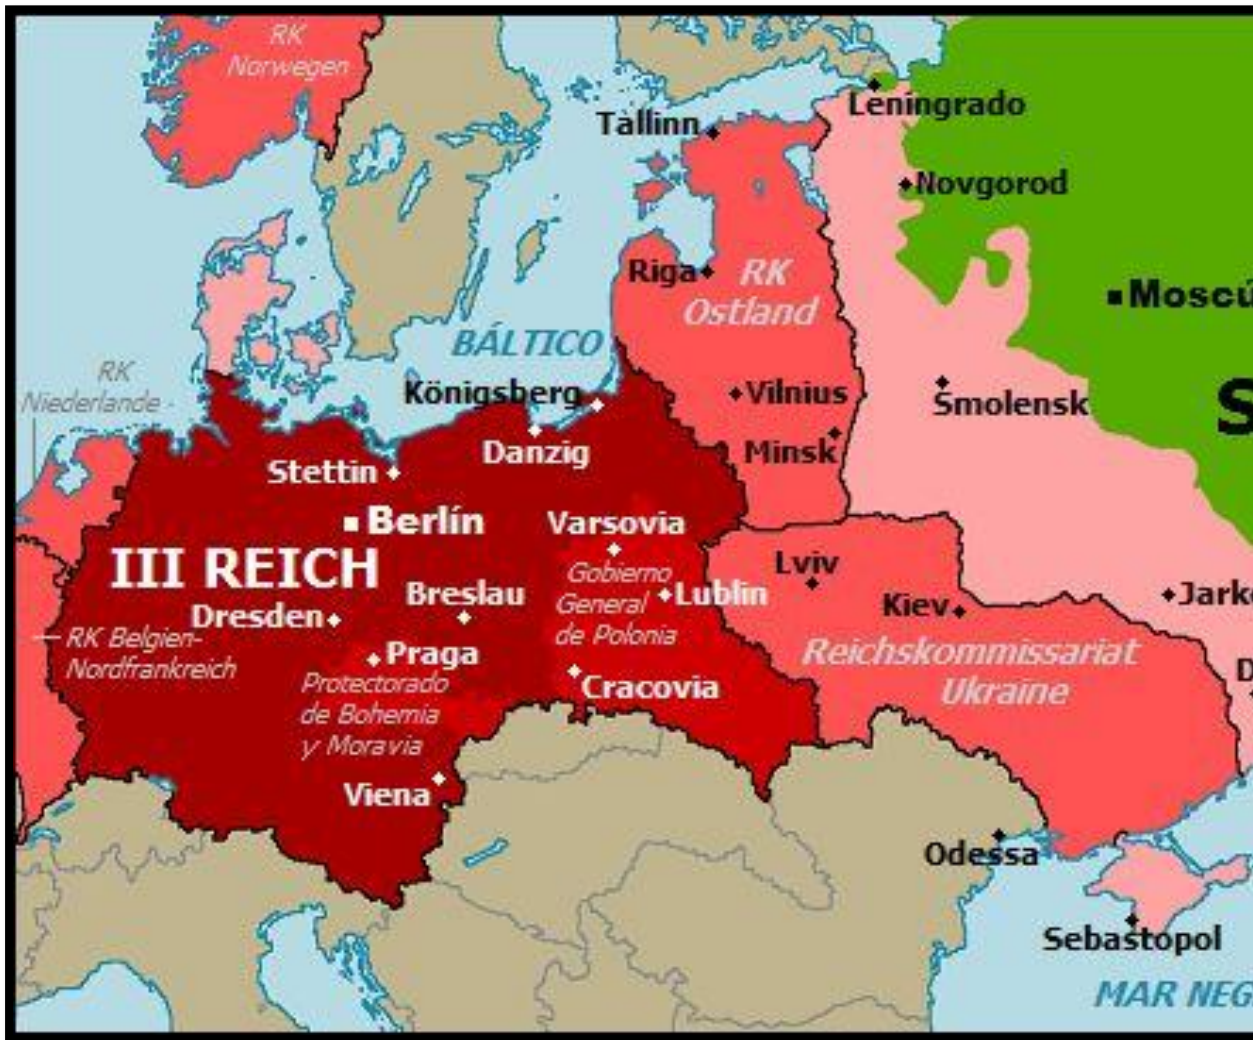 RK
Norwegen
Leningrado
Tallinn
Novgorod
Riga
RK
Ostland
Moscú
BÁLTICO
RK
Niederlande -
Königsberg
Vilnius
Smolensk
S
Danzig
Minsk
Stettin
Berlín
Varsovia
III REICH
Gobierno
General
de Polonia
Lviv
Breslau
Lublin
Kiev
Jarko
Dresden
RK Belgien-
Nordfrankreich
Praga
Reichskommissariat
Ukraine
Protectorado
de Bohemia
y Moravia
Cracovia
D
Viena
Odessa
Sebastopol
MAR NEG